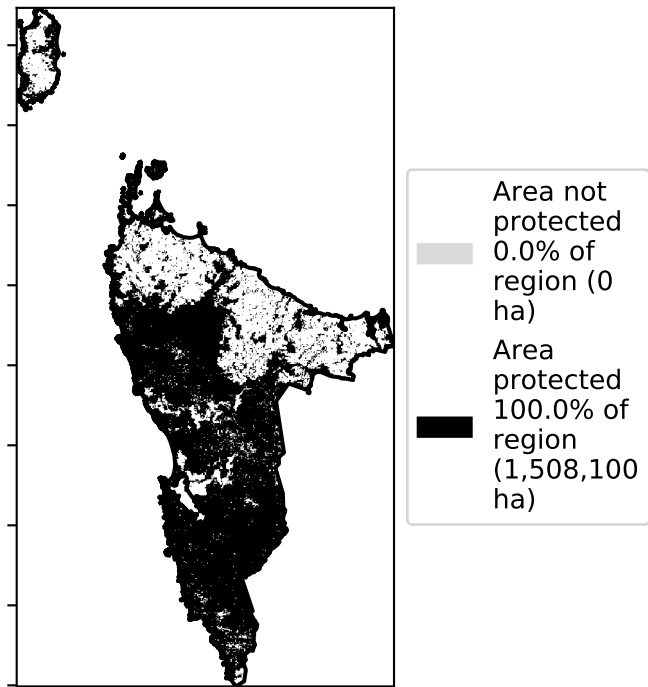 Area not
protected
0.0% of
region (0
ha)
Area
protected
100.0% of
region
(1,508,100
ha)